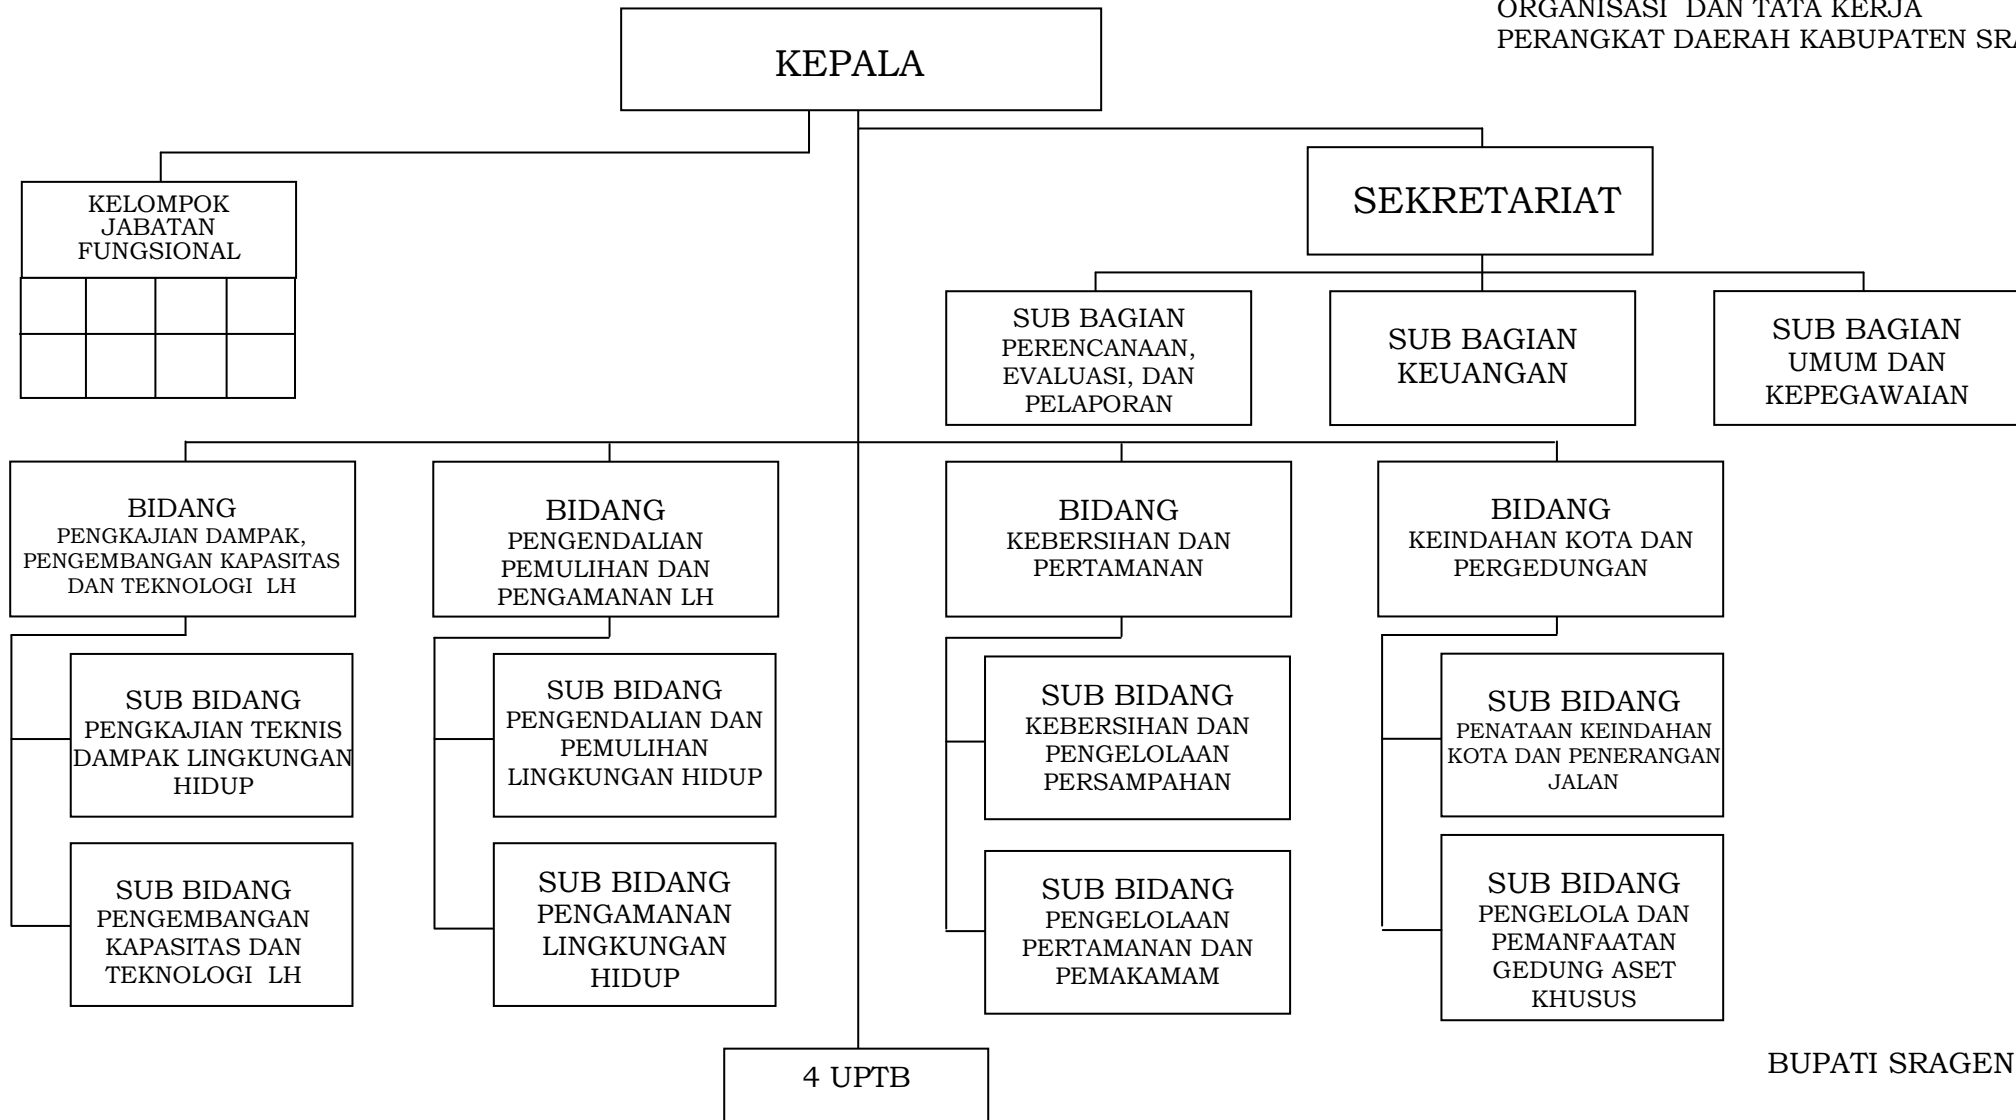 ORGANISASI DAN TATA KERJA
PERANGKAT DAERAH KABUPATEN
KEPALA
SEKRETARIAT
KELOMPOK
JABATAN
FUNGSIONAL
SUB BAGIAN
PERENCANAAN,
EVALUASI, DAN
PELAPORAN
SUB BAGIAN
KEUANGAN
SUB BAGIAN
UMUM DAN
KEPEGAWAIAN
BIDANG
PENGKAJIAN DAMPAK,
PENGEMBANGAN KAPASITAS
DAN TEKNOLOGI LH
BIDANG
PENGENDALIAN
PEMULIHAN DAN
PENGAMANAN LH
BIDANG
KEBERSIHAN DAN
PERTAMANAN
BIDANG
KEINDAHAN KOTA DAN
PERGEDUNGAN
SUB BIDANG
PENGKAJIAN TEKNIS
DAMPAK LINGKUNGAN
HIDUP
SUB BIDANG
PENGENDALIAN DAN
PEMULIHAN
LINGKUNGAN HIDUP
SUB BIDANG
KEBERSIHAN DAN
PENGELOLAAN
PERSAMPAHAN
SUB BIDANG
PENATAAN KEINDAHAN
KOTA DAN PENERANGAN
JALAN
SUB BIDANG
PENGEMBANGAN
KAPASITAS DAN
TEKNOLOGI LH
SUB BIDANG
PENGAMANAN
LINGKUNGAN
HIDUP
SUB BIDANG
PENGELOLAAN
PERTAMANAN DAN
PEMAKAMAM
SUB BIDANG
PENGELOLA DAN
PEMANFAATAN
GEDUNG ASET
KHUSUS
4 UPTB
BUPATI SRAGEN